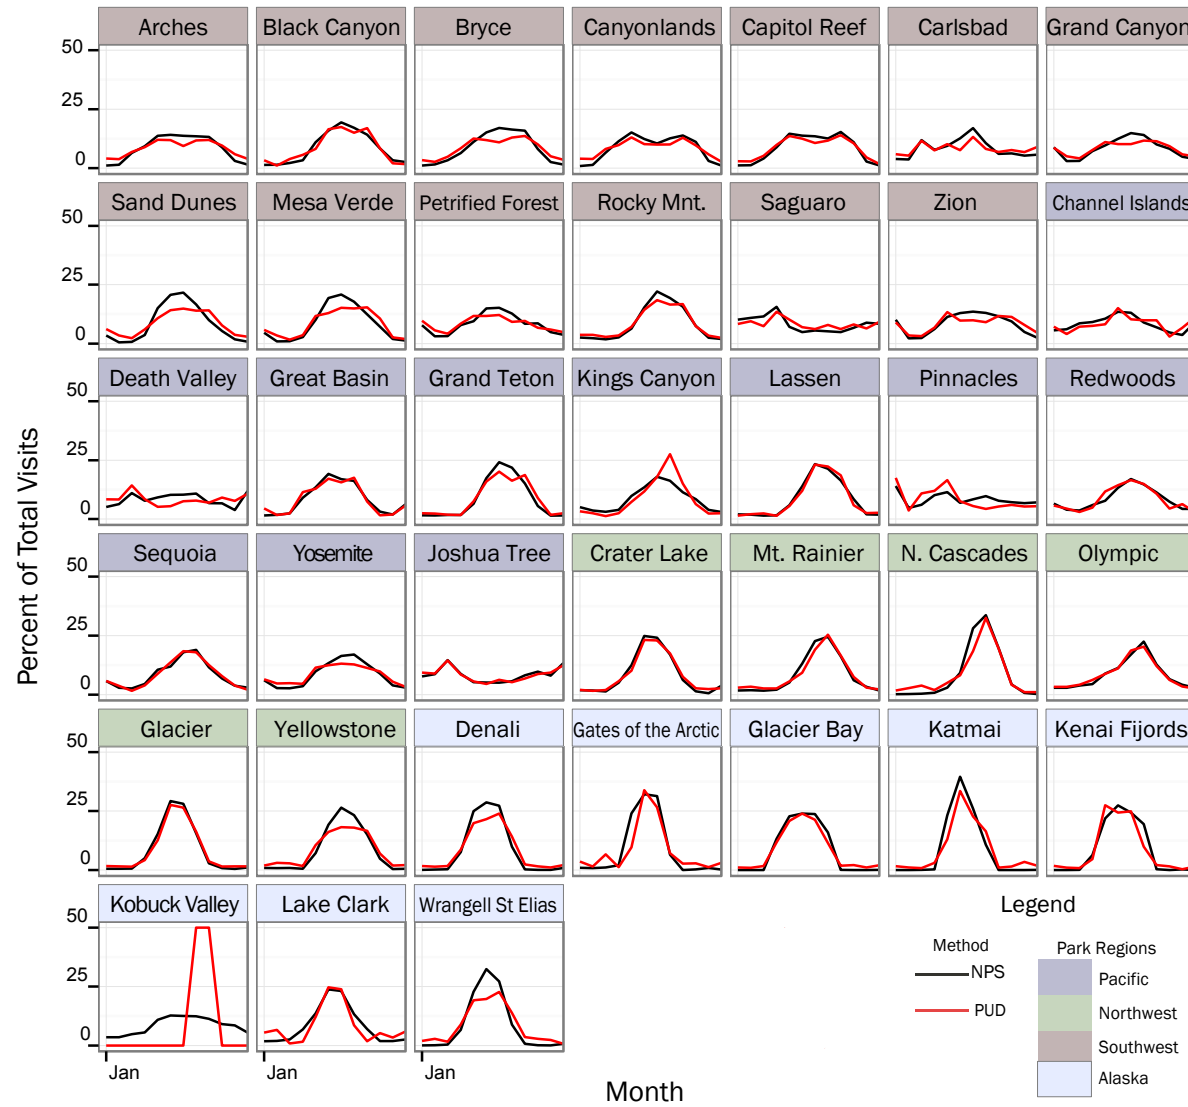 Arches Black Canyon Bryce Canyonlands Capitol Reef Carlsbad Grand Canyon
50
25
0
Sand Dunes Mesa Verde Petrified Forest Rocky Mnt. Saguaro Zion Channel Islands
50
25
0
Death Valley Great Basin Grand Teton Kings Canyon Lassen Pinnacles Redwoods
50
25
0
Percent of Total Visits
Sequoia Yosemite Joshua Tree Crater Lake Mt. Rainier N. Cascades Olympic
50
25
0
Glacier Yellowstone Denali Gates of the Arctic Glacier Bay Katmai Kenai Fijords
50
25
0
Kobuck Valley Lake Clark Wrangell St Elias
50
25
0
Jan Jan Jan
Month
Legend
Method
NPS
PUD
Park Regions
Pacific
Northwest
Southwest
Alaska